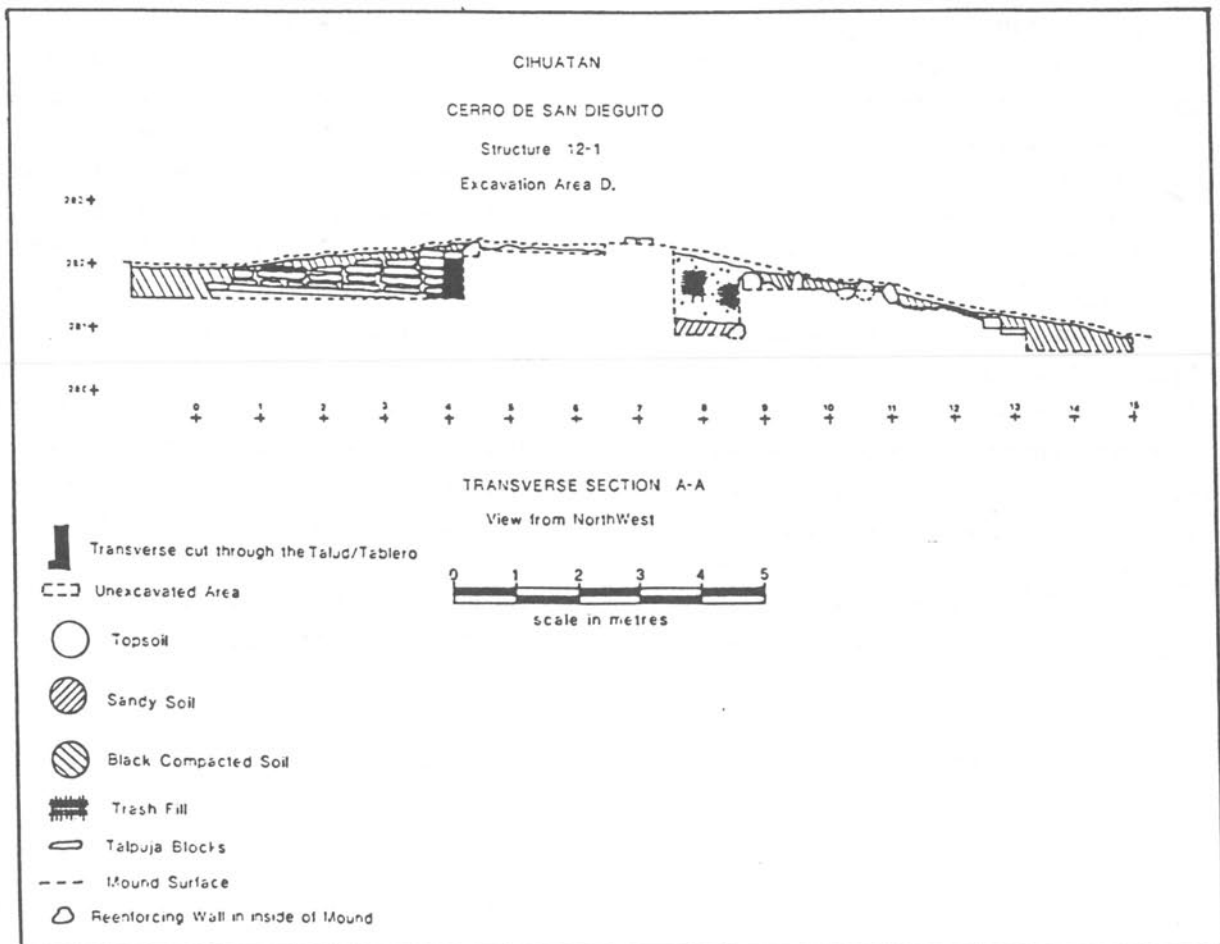 CIHUATAN
CERRO DE SAN DIEGUITO
Structure 12-1
Excavation Area D.
282
281
280
0 1 2 3 4 5 6 7 8 9 10 11 12 13 14 15
TRANSVERSE SECTION A-A
View from NorthWest
Transverse cut through the Talud/Tablero
Unexcavated Area
0 1 2 3 4 5
scale in metres
Topsoil
Sandy Soil
Black Compacted Soil
Trash Fill
Talpuja Blocks
Mound Surface
Reenforcing Wall in inside of Mound